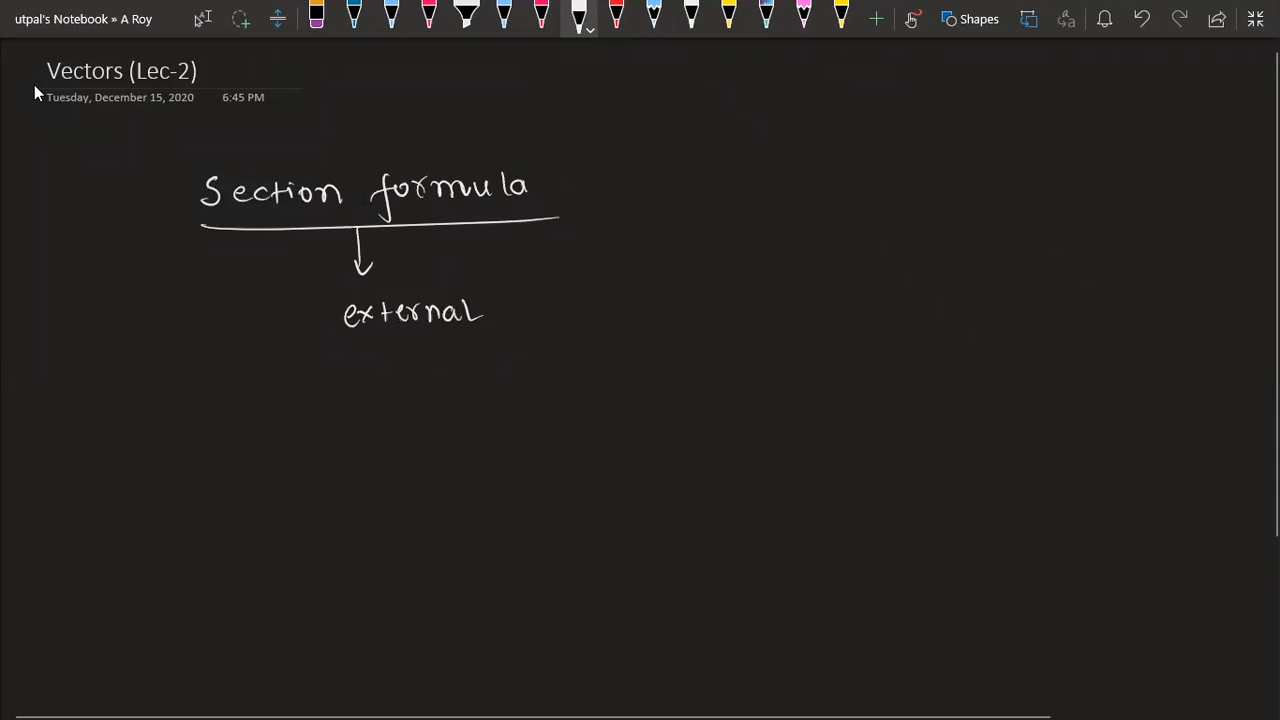 utpal's Notebook » A Roy
Shapes
Vectors (Lec-2)
Tuesday, December 15, 2020 6:45 PM
Section formula
external